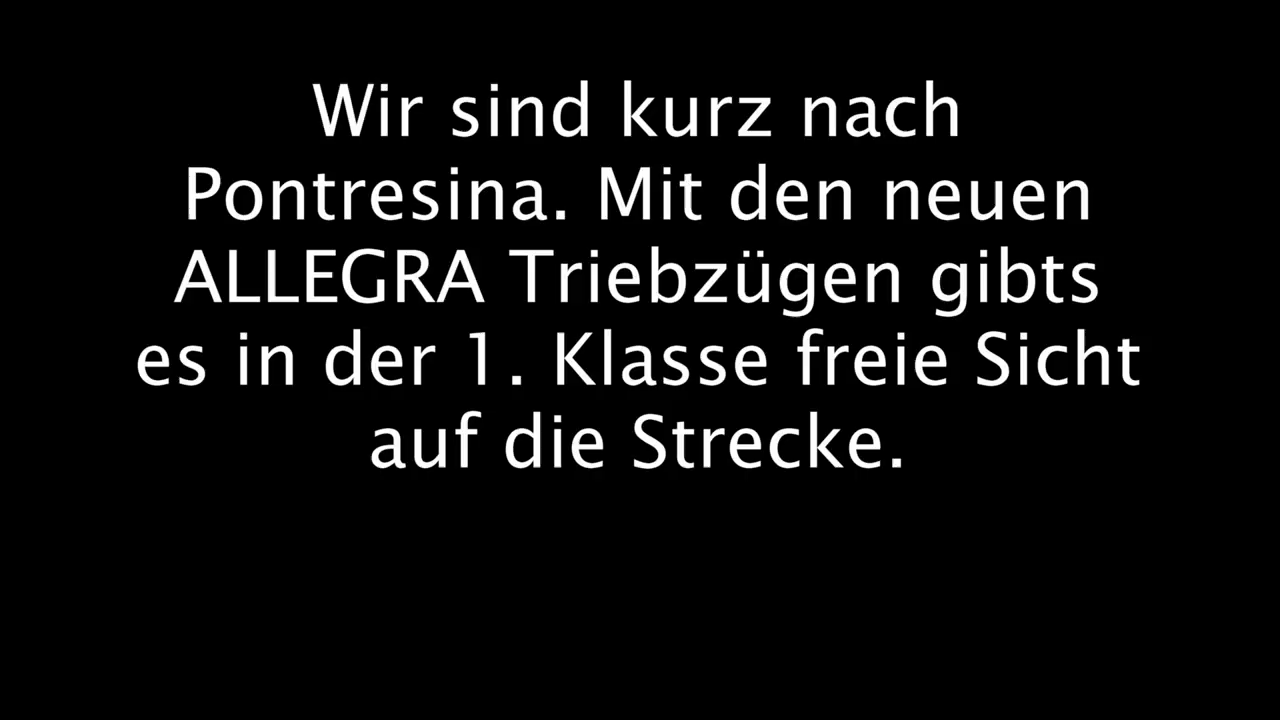 Wir sind kurz nach
Pontresina. Mit den neuen
ALLEGRA Triebzügen gibts
es in der 1. Klasse freie Sicht
auf die Strecke.